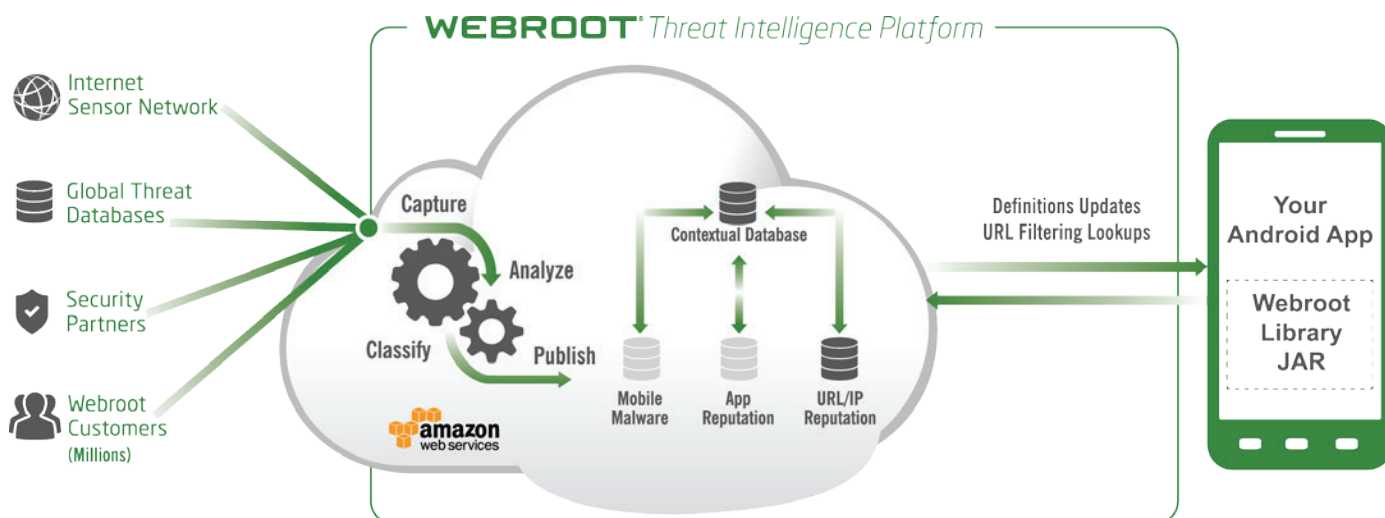 WEBROOT® Threat Intelligence Platform
Internet
Sensor Network
Global Threat
Databases
Security
Partners
Webroot
Customers
(Millions)
Capture
Analyze
Classify
Publish
amazon
web services
Contextual Database
Mobile
Malware
App
Reputation
URL/IP
Reputation
Definitions Updates
URL Filtering Lookups
Your
Android App
Webroot
Library
JAR